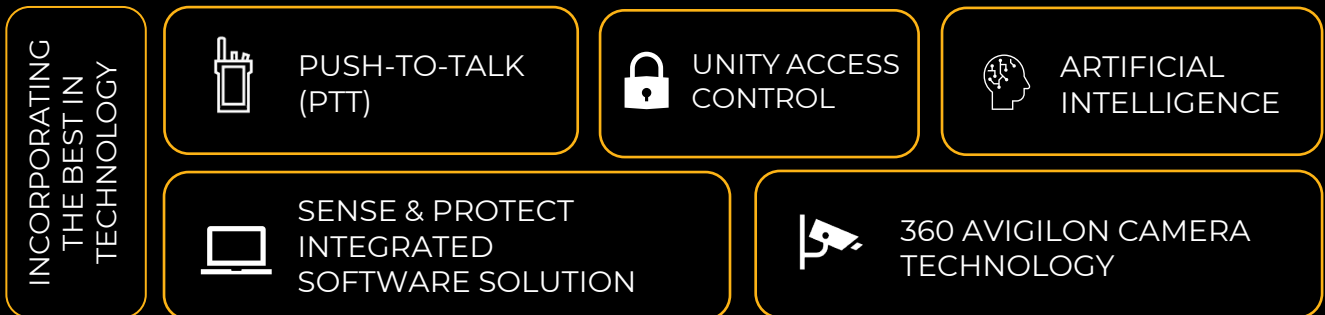 INCORPORATING
THE BEST IN
TECHNOLOGY
PUSH-TO-TALK
(PTT)
UNITY ACCESS
CONTROL
ARTIFICIAL
INTELLIGENCE
SENSE & PROTECT
INTEGRATED
SOFTWARE SOLUTION
360 AVIGILON CAMERA
TECHNOLOGY